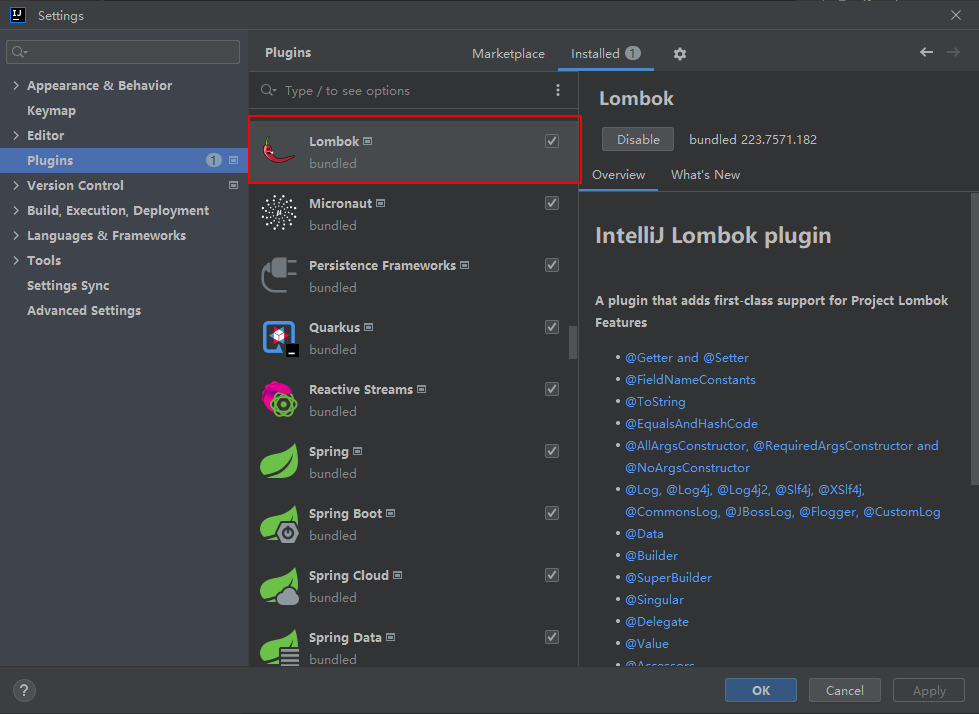 IJ
Settings
Appearance & Behavior
Keymap
Editor
Plugins 1
Version Control
Build, Execution, Deployment
Languages & Frameworks
Tools
Settings Sync
Advanced Settings
Plugins
Marketplace
Installed 1
Type / to see options
Lombok
bundled
Micronaut
bundled
Persistence Frameworks
bundled
Quarkus
bundled
Reactive Streams
bundled
Spring
bundled
Spring Boot
bundled
Spring Cloud
bundled
Spring Data
bundled
Lombok
Disable bundled 223.7571.182
Overview What's New
IntelliJ Lombok plugin
A plugin that adds first-class support for Project Lombok
Features
• @Getter and @Setter
• @FieldNameConstants
• @ToString
• @EqualsAndHashCode
• @AllArgsConstructor, @RequiredArgsConstructor and
@NoArgsConstructor
• @Log, @Log4j, @Log4j2, @Slf4j, @XSlf4j,
@CommonsLog, @JBossLog, @Flogger, @CustomLog
• @Data
• @Builder
• @SuperBuilder
• @Singular
• @Delegate
• @Value
• @Accessors
?
OK Cancel Apply